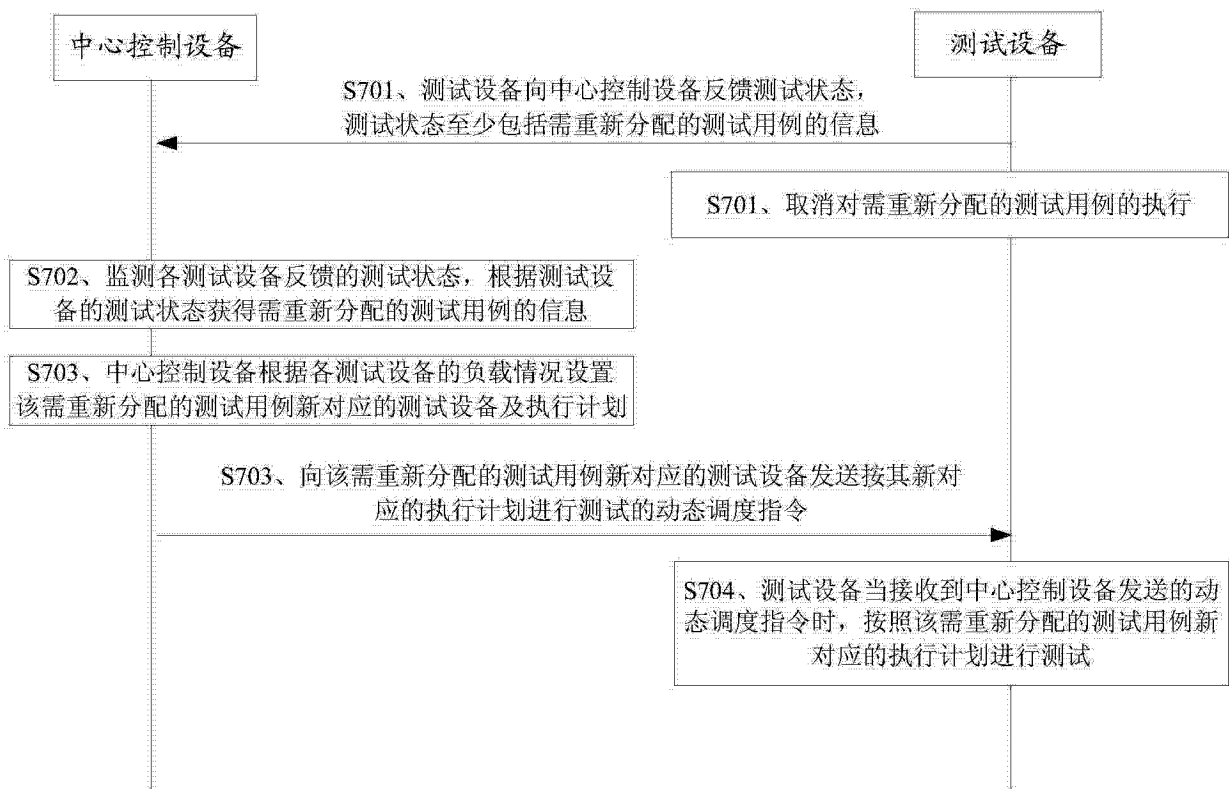 中心控制设备
测试设备
S701、测试设备向中心控制设备反馈测试状态，
测试状态至少包括需重新分配的测试用例的信息
S701、取消对需重新分配的测试用例的执行
S702、监测各测试设备反馈的测试状态，根据测试设
备的测试状态获得需重新分配的测试用例的信息
S703、中心控制设备根据各测试设备的负载情况设置
该需重新分配的测试用例新对应的测试设备及执行计划
S703、向该需重新分配的测试用例新对应的测试设备发送按其新对
应的执行计划进行测试的动态调度指令
S704、测试设备当接收到中心控制设备发送的动
态调度指令时，按照该需重新分配的测试用例新
对应的执行计划进行测试